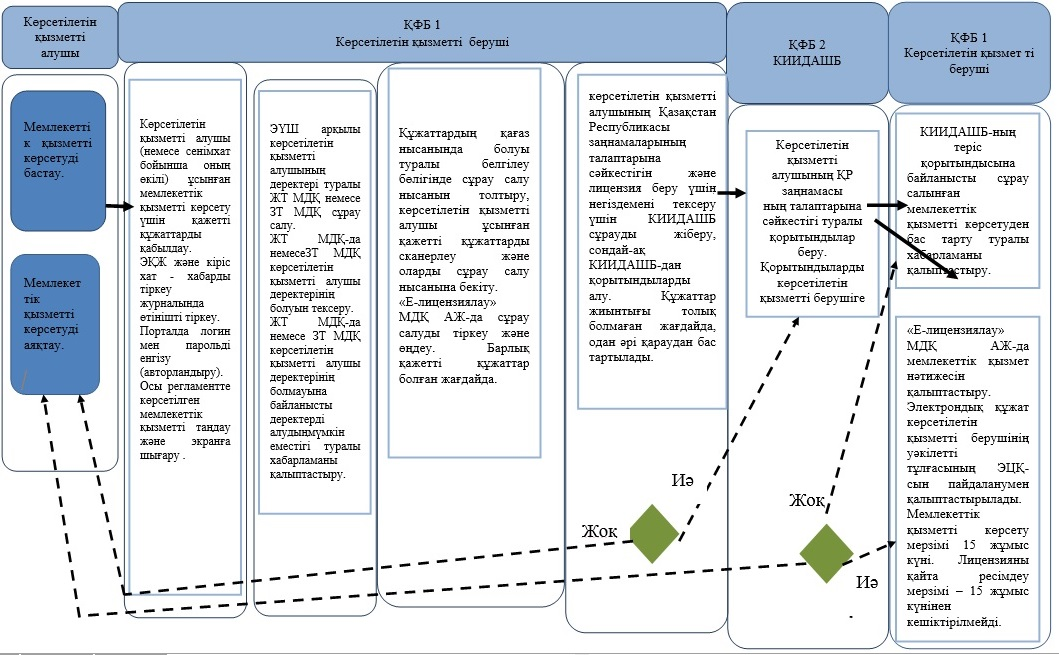 Көрсетілетін
қызметті
алушы
ҚФБ 1
Көрсетілетін қызметті беруші
ҚФБ 2
КИИДАШБ
ҚФБ 1
Көрсетілетін қызмет ті
беруші
Мемлекетті
к қызметті
көрсетуді
бастау.
Мемлекет
тік
қызметті
көрсетуді
аяқтау.
Көрсетілетін
қызметті алушы
(немесе сенімхат
бойынша оның
өкілі) ұсынған
мемлекеттік
қызметті көрсету
үшін қажетті
құжаттарды
қабылдау.
ЭҚЖ және кіріс
хат - хабарды
тіркеу
журналында
өтінішті тіркеу.
Порталда логин
мен парольді
енгізу
(авторландыру).
Осы регламентте
көрсетілген
мемлекеттік
қызметті таңдау
және экранға
шығару .
ЭҮШ арқылы
көрсетілетін
қызметті
алушының
деректері туралы
ЖТ МДҚ немесе
ЗТ МДҚ сұрау
салу.
ЖТ МДҚ-да
немесеЗТ МДҚ
көрсетілетін
қызметті алушы
деректерінің
болуын тексеру.
ЖТ МДҚ-да
немесе ЗТ МДҚ
көрсетілетін
қызметті алушы
деректерінің
болмауына
байланысты
деректерді
алудыңмүмкін
еместігі туралы
хабарламаны
қалыптастыру.
Құжаттардың қағаз
нысанында болуы
туралы белгілеу
бөлігінде сұрау салу
нысанын толтыру,
көрсетілетін қызметті
алушы ұсынған
қажетті құжаттарды
сканерлеу және
оларды сұрау салу
нысанына бекіту.
«Е-лицензиялау»
МДҚ АЖ-да сұрау
салуды тіркеу және
өңдеу. Барлық
қажетті құжаттар
болған жағдайда.
көрсетілетін қызметті
алушының Қазақстан
Республикасы
заңнамаларының
талаптарына
сәйкестігін және
лицензия беру үшін
негіздемені тексеру
үшін КИИДАШБ
сұрауды жіберу,
сондай-ақ
КИИДАШБ-дан
қорытындыларды
алу. Құжаттар
жиынтығы толық
болмаған жағдайда,
одан әрі қараудан бас
тартылады.
Көрсетілетін
қызметті
алушының ҚР
заңнамасы
ның талаптарына
сәйкестігі туралы
қорытындылар
беру.
Қорытындыларды
көрсетілетін
қызметті берушіге
КИИДАШБ-ның
теріс
қорытындысына
байланысты сұрау
салынған
мемлекеттік
қызметті көрсетуден
бас тарту туралы
хабарламаны
қалыптастыру.
«Е-лицензиялау»
МДҚ АЖ-да
мемлекеттік қызмет
нәтижесін
қалыптастыру.
Электрондық құжат
көрсетілетін
қызметті берушінің
уәкілетті
тұлғасының ЭЦҚ-
сын пайдаланумен
қалыптастырылады.
Мемлекеттік
қызметті көрсету
мерзімі 15 жұмыс
күні. Лицензияны
қайта ресімдеу
мерзімі – 15 жұмыс
күнінен
кешіктірілмейді.
Иә
Жоқ
Жоқ
Иә